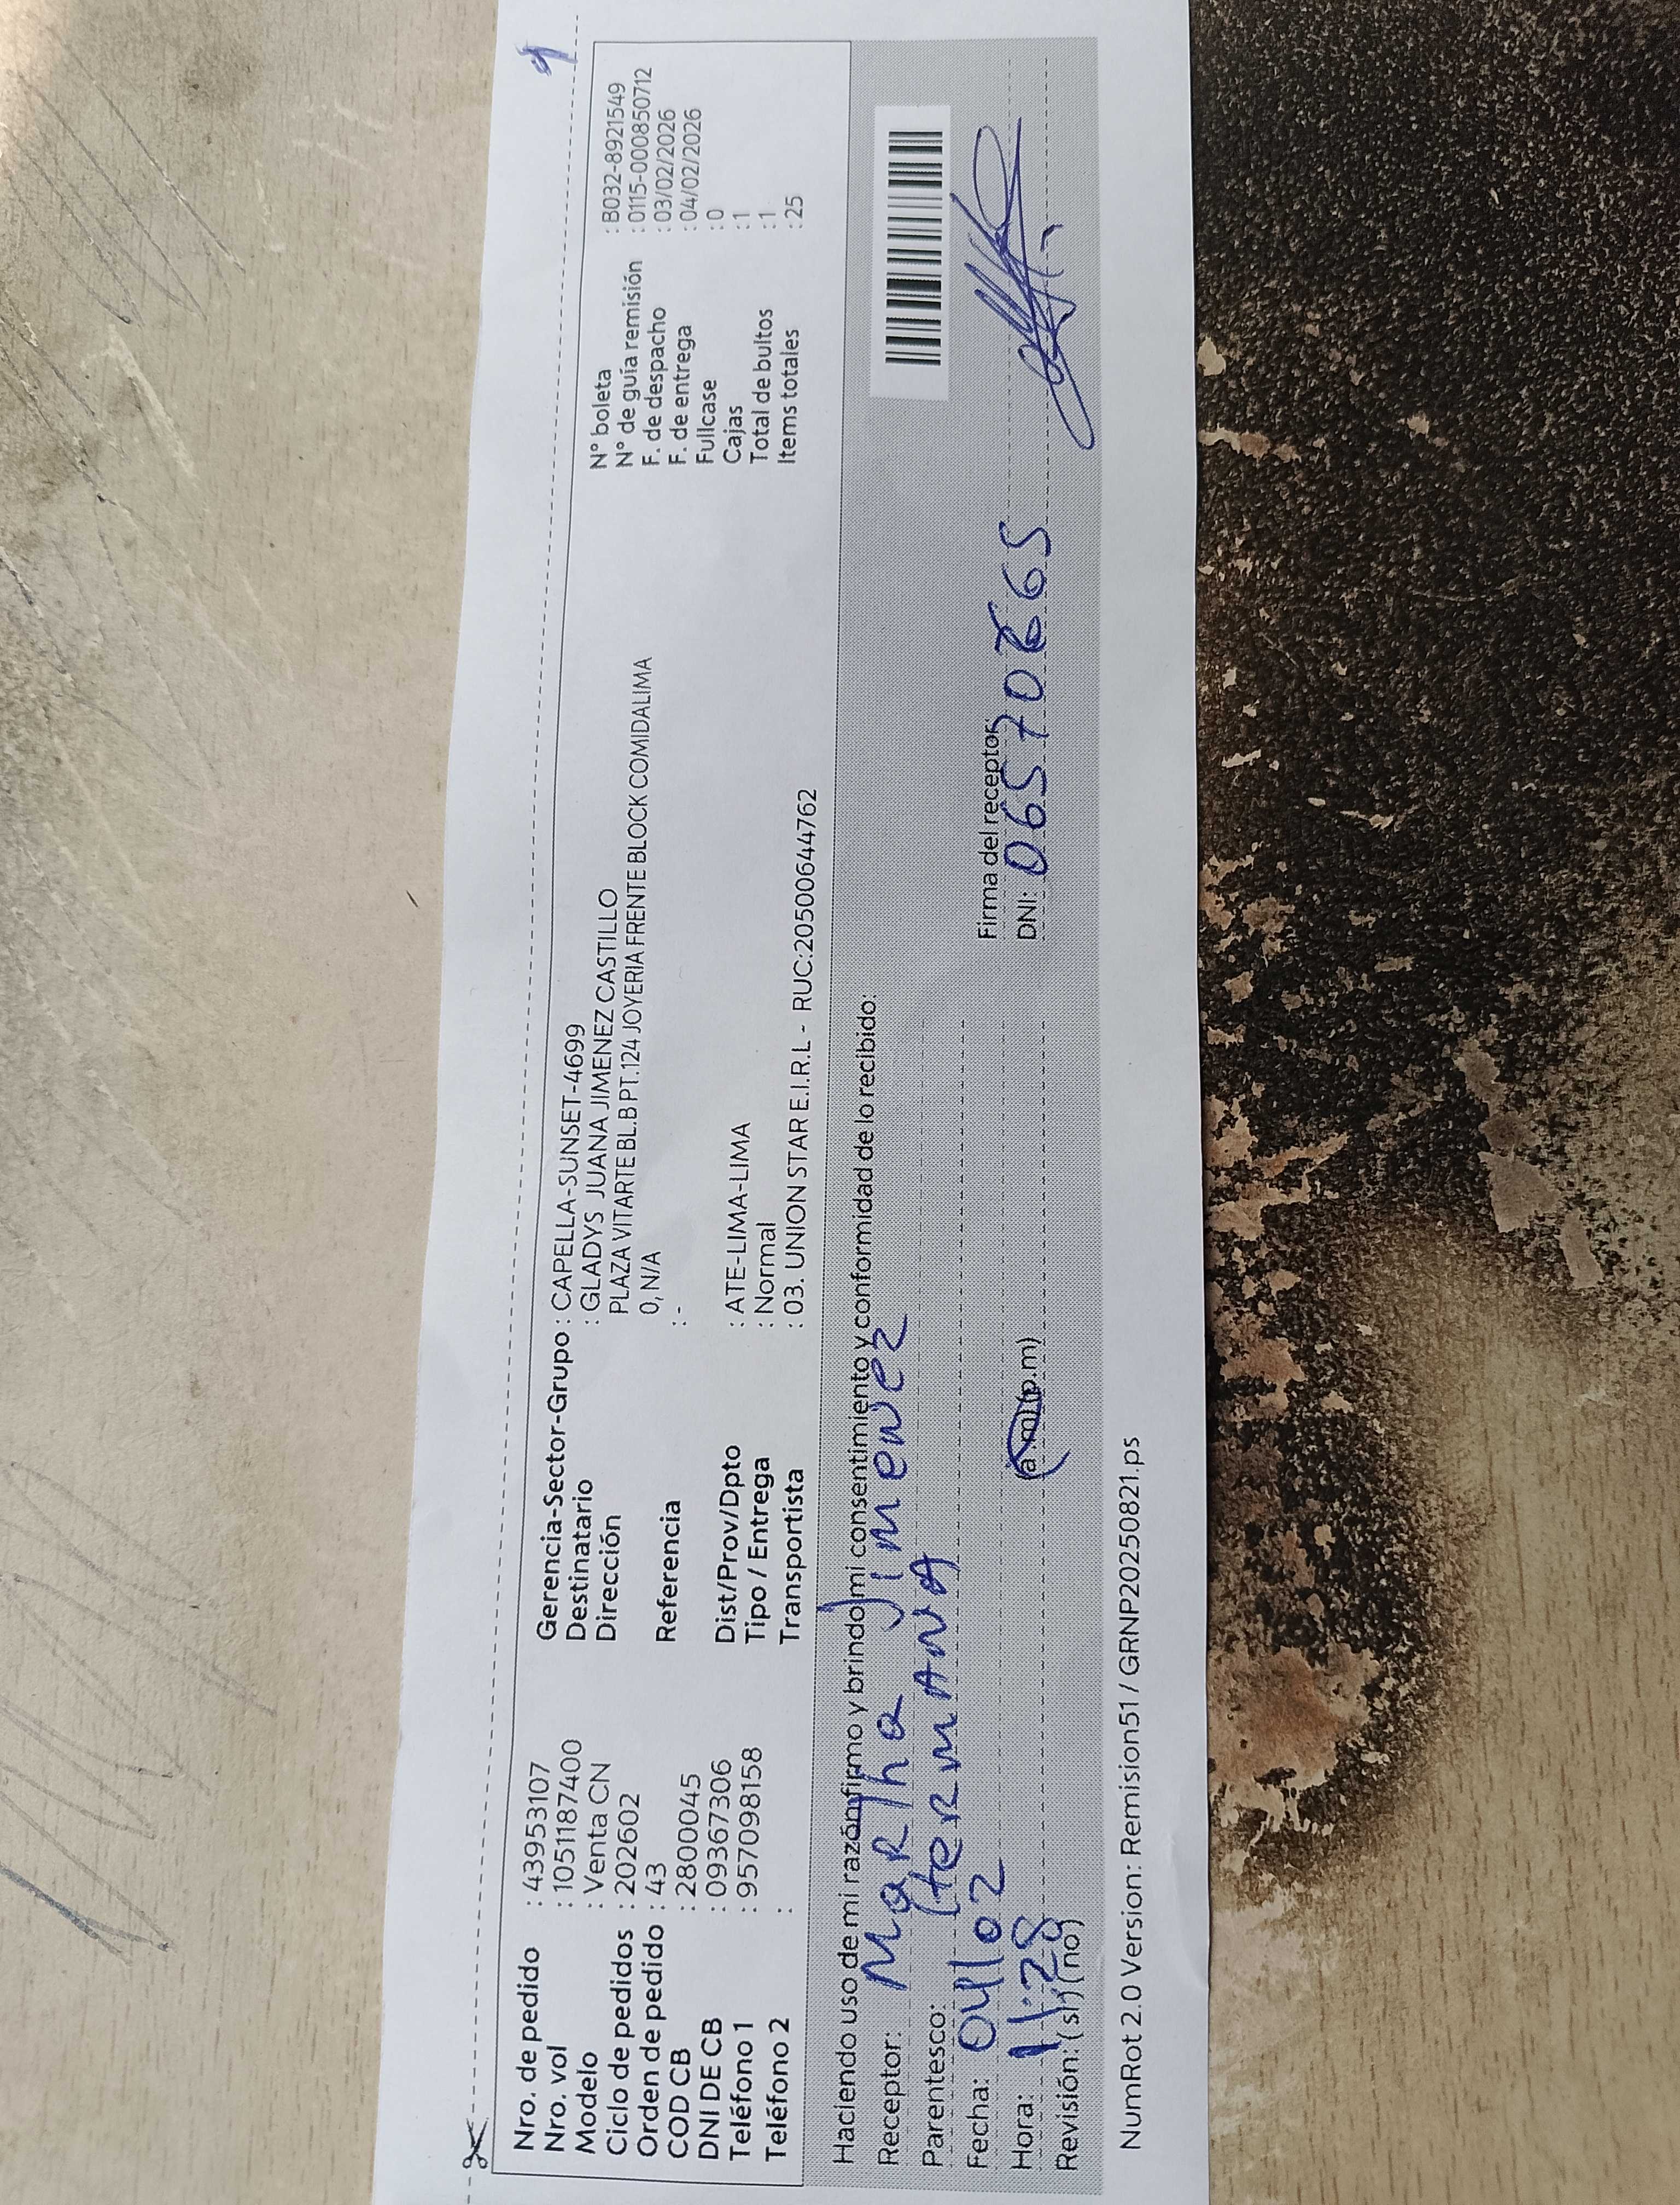 Nro. de pedido : 43953107
Nro. vol : 1051187400
Modelo : Venta CN
Ciclo de pedidos : 202602
Orden de pedido : 43
COD CB : 2800045
DNI DE CB : 09367306
Teléfono 1 : 957098158
Teléfono 2 :
Gerencia-Sector-Grupo : CAPELLA-SUNSET-4699
Destinatario : GLADYS JUANA JIMENEZ CASTILLO
Dirección PLAZA VITARTE BL.B PT.124 JOYERIA FRENTE BLOCK COMIDALIMA
0, N/A
Referencia : -
Dist/Prov/Dpto : ATE-LIMA-LIMA
Tipo / Entrega : Normal
Transportista : 03. UNION STAR E.I.R.L - RUC:20500644762
N° boleta : B032-8921549
N° de guía remisión : 0115-000850712
F. de despacho : 03/02/2026
F. de entrega : 04/02/2026
Fullcase : 0
Cajas : 1
Total de bultos : 1
Items totales : 25
Haciendo uso de mi razón firmo y brindo mi consentimiento y conformidad de lo recibido:
Receptor: Martha Jimenez
Parentesco: Hermana
Fecha: 04/02
Hora: 11:28 (a.m)(p.m)
Revisión: (si) (no)
Firma del receptor
DNI:
NumRot 2.0 Version: Remision51 / GRNP20250821.ps